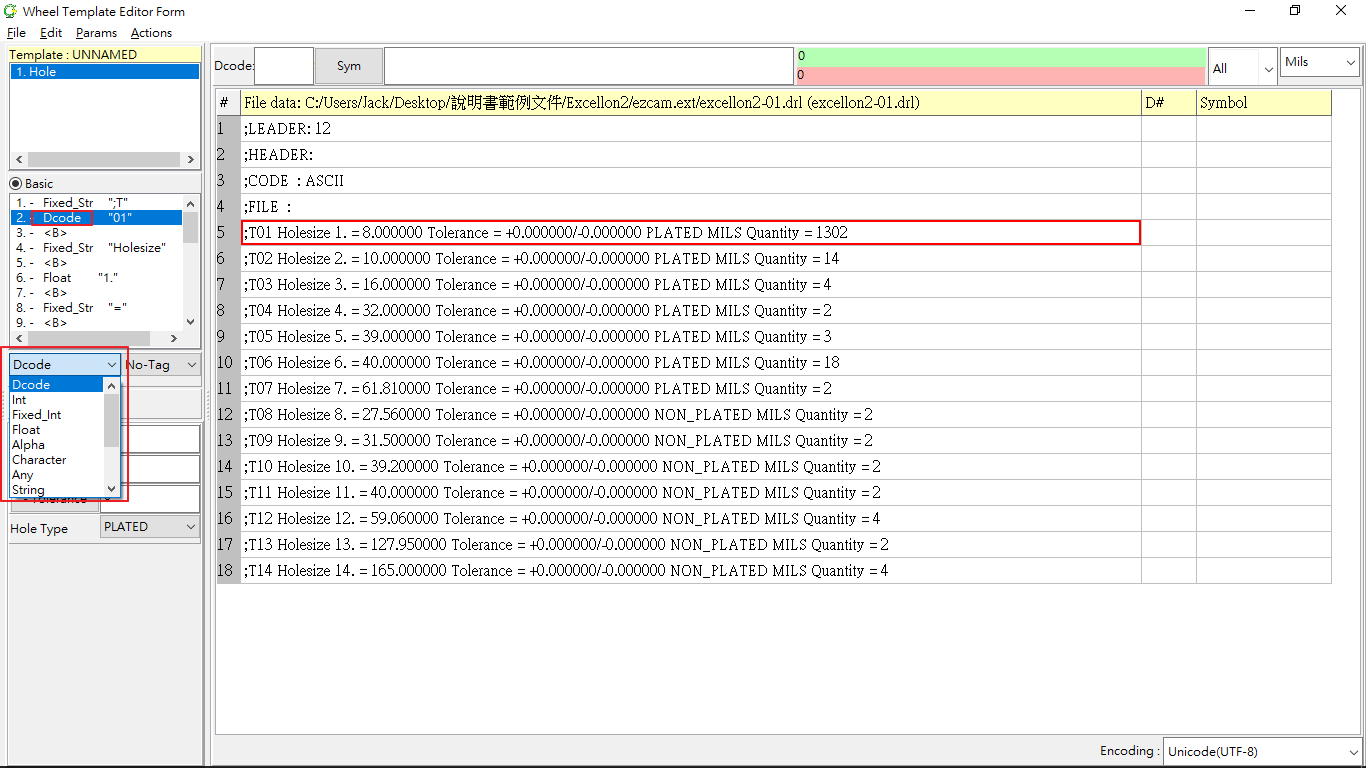 Wheel Template Editor Form
File Edit Params Actions
Template : UNNAMED
1. Hole
Basic
1. - Fixed_Str ";T"
2. - Dcode "01"
3. - <B>
4. - Fixed_Str "Holesize"
5. - <B>
6. - Float "1."
7. - <B>
8. - Fixed_Str "="
9. - <B>
Dcode No-Tag
Dcode
Int
Fixed_Int
Float
Alpha
Character
Any
String
Hole Type PLATED
Dcode: Sym
0
0
All Mils
# File data: C:/Users/Jack/Desktop/說明書範例文件/Excellon2/ezcam.ext/excellon2-01.drl (excellon2-01.drl) D# Symbol
1 ;LEADER: 12
2 ;HEADER:
3 ;CODE : ASCII
4 ;FILE :
5 ;T01 Holesize 1. = 8.000000 Tolerance = +0.000000/-0.000000 PLATED MILS Quantity = 1302
6 ;T02 Holesize 2. = 10.000000 Tolerance = +0.000000/-0.000000 PLATED MILS Quantity = 14
7 ;T03 Holesize 3. = 16.000000 Tolerance = +0.000000/-0.000000 PLATED MILS Quantity = 4
8 ;T04 Holesize 4. = 32.000000 Tolerance = +0.000000/-0.000000 PLATED MILS Quantity = 2
9 ;T05 Holesize 5. = 39.000000 Tolerance = +0.000000/-0.000000 PLATED MILS Quantity = 3
10 ;T06 Holesize 6. = 40.000000 Tolerance = +0.000000/-0.000000 PLATED MILS Quantity = 18
11 ;T07 Holesize 7. = 61.810000 Tolerance = +0.000000/-0.000000 PLATED MILS Quantity = 2
12 ;T08 Holesize 8. = 27.560000 Tolerance = +0.000000/-0.000000 NON_PLATED MILS Quantity = 2
13 ;T09 Holesize 9. = 31.500000 Tolerance = +0.000000/-0.000000 NON_PLATED MILS Quantity = 2
14 ;T10 Holesize 10. = 39.200000 Tolerance = +0.000000/-0.000000 NON_PLATED MILS Quantity = 2
15 ;T11 Holesize 11. = 40.000000 Tolerance = +0.000000/-0.000000 NON_PLATED MILS Quantity = 2
16 ;T12 Holesize 12. = 59.060000 Tolerance = +0.000000/-0.000000 NON_PLATED MILS Quantity = 4
17 ;T13 Holesize 13. = 127.950000 Tolerance = +0.000000/-0.000000 NON_PLATED MILS Quantity = 2
18 ;T14 Holesize 14. = 165.000000 Tolerance = +0.000000/-0.000000 NON_PLATED MILS Quantity = 4
Encoding : Unicode(UTF-8)